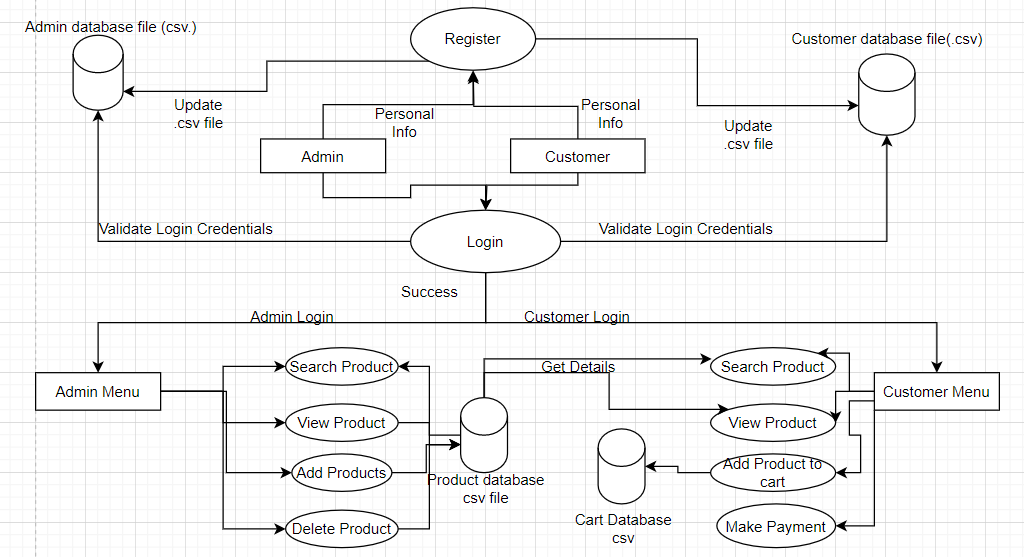 Admin database file (csv.)
Register
Customer database file(.csv)
Update
.csv file
Personal
Info
Personal
Info
Update
.csv file
Admin
Customer
Validate Login Credentials
Login
Validate Login Credentials
Success
Admin Login
Customer Login
Admin Menu
Search Product
View Product
Add Products
Delete Product
Get Details
Product database
csv file
Search Product
View Product
Add Product to
cart
Make Payment
Customer Menu
Cart Database
csv